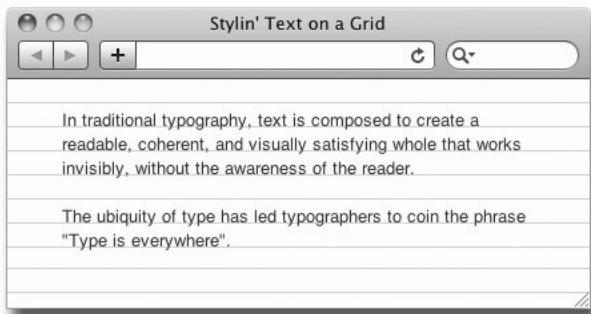 Stylin' Text on a Grid
In traditional typography, text is composed to create a
readable, coherent, and visually satisfying whole that works
invisibly, without the awareness of the reader.
The ubiquity of type has led typographers to coin the phrase
"Type is everywhere".